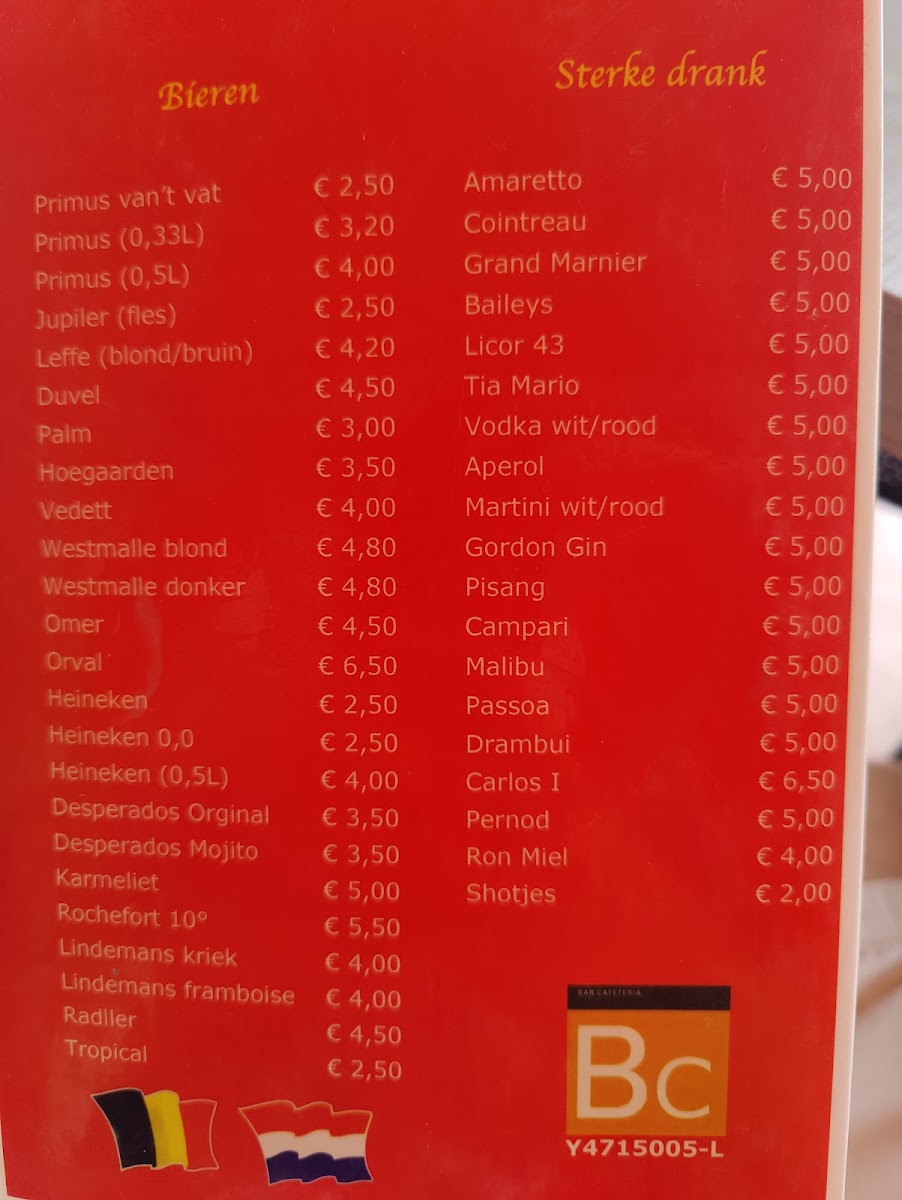 Bieren
Primus van't vat € 2,50
Primus (0,33L) € 3,20
Primus (0,5L) € 4,00
Jupiler (fles) € 2,50
Leffe (blond/bruin) € 4,20
Duvel € 4,50
Palm € 3,00
Hoegaarden € 3,50
Vedett € 4,00
Westmalle blond € 4,80
Westmalle donker € 4,80
Omer € 4,50
Orval € 6,50
Heineken € 2,50
Heineken 0,0 € 2,50
Heineken (0,5L) € 4,00
Desperados Orginal € 3,50
Desperados Mojito € 3,50
Karmeliet € 5,00
Rochefort 10° € 5,50
Lindemans kriek € 4,00
Lindemans framboise € 4,00
Radller € 4,50
Tropical € 2,50
Sterke drank
Amaretto € 5,00
Cointreau € 5,00
Grand Marnier € 5,00
Baileys € 5,00
Licor 43 € 5,00
Tia Mario € 5,00
Vodka wit/rood € 5,00
Aperol € 5,00
Martini wit/rood € 5,00
Gordon Gin € 5,00
Pisang € 5,00
Campari € 5,00
Malibu € 5,00
Passoa € 5,00
Drambui € 5,00
Carlos I € 6,50
Pernod € 5,00
Ron Miel € 4,00
Shotjes € 2,00
BAR CAFETERIA
BC
Y4715005-L